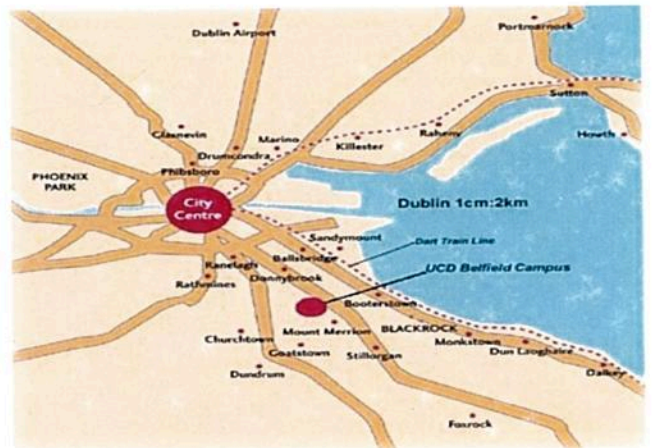 Portmarnock
Dublin Airport
Sutton
Glasnevin
Marino
Raheny
Howth
Drumcondra
Killester
Phibsboro
PHOENIX
PARK
City
Centre
Dublin 1cm:2km
Sandymount
Dart Train Line
Ballsbridge
Ranelagh
Donnybrook
UCD Belfield Campus
Rathmines
Booterstown
Churchtown
Mount Merrion
BLACKROCK
Monkstown
Goatstown
Stillorgan
Dun Laoghaire
Dundrum
Dalkey
Foxrock